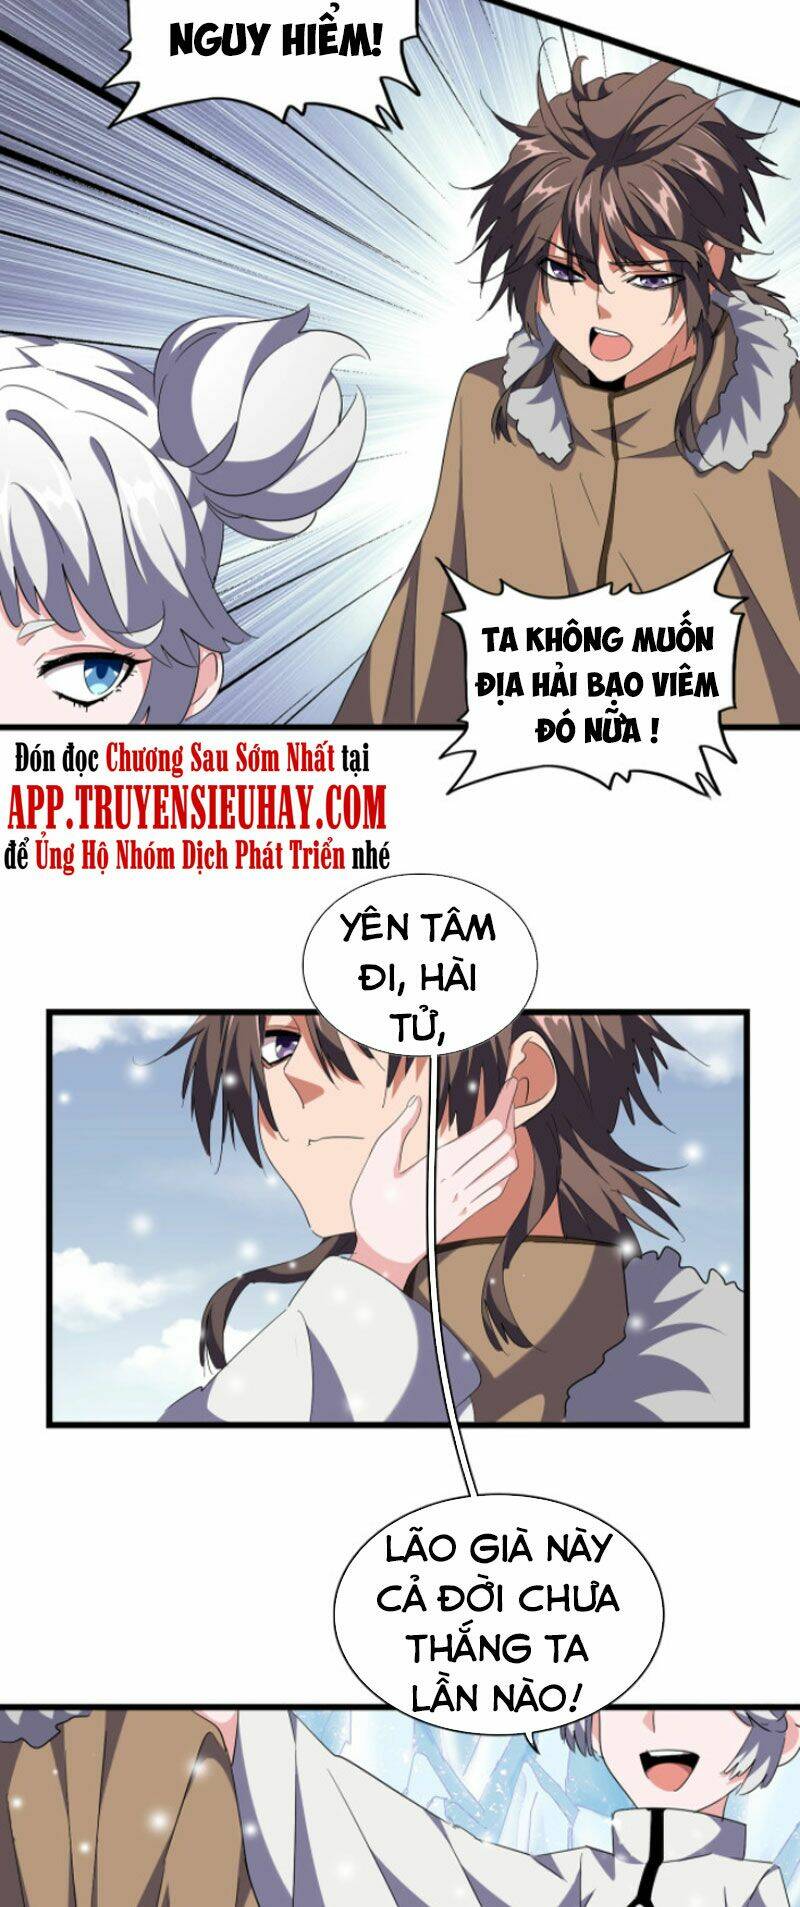 NGUY HIỂM!
TA KHÔNG MUỐN
ĐỊA HẢI BẠO VIÊM
ĐÓ NỮA !
Đón đọc Chương Sau Sớm Nhất tại
APP.TRUYENSIEUHAY.COM
để Ủng Hộ Nhóm Dịch Phát Triển nhé
YÊN TÂM
ĐI, HÀI
TỬ,
LÃO GIÀ NÀY
CẢ ĐỜI CHƯA
THẮNG TA
LẦN NÀO!